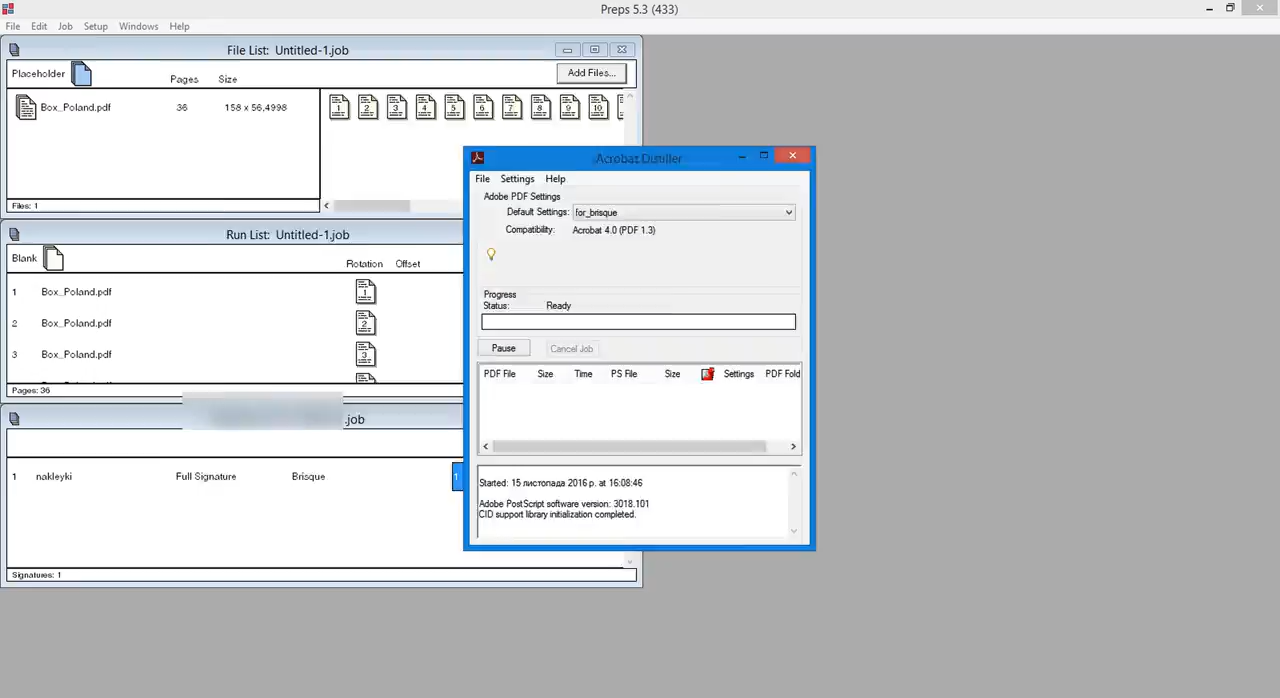 Preps 5.3 (433)
File Edit Job Setup Windows Help
File List: Untitled-1.job
Placeholder Pages Size Add Files...
Box_Poland.pdf 36 158 x 56,4998 1 2 3 4 5 6 7 8 9 10
Files: 1
Run List: Untitled-1.job
Blank Rotation Offset
1 Box_Poland.pdf 1
2 Box_Poland.pdf 2
3 Box_Poland.pdf 3
Pages: 36
.job
1 nakleyki Full Signature Brisque 1
Signatures: 1
Acrobat Distiller
File Settings Help
Adobe PDF Settings
Default Settings: for_brisque
Compatibility: Acrobat 4.0 (PDF 1.3)
Progress
Status: Ready
Pause Cancel Job
PDF File Size Time PS File Size Settings PDF Fold
Started: 15 листопада 2016 р. at 16:08:46
Adobe PostScript software version: 3018.101
CID support library initialization completed.